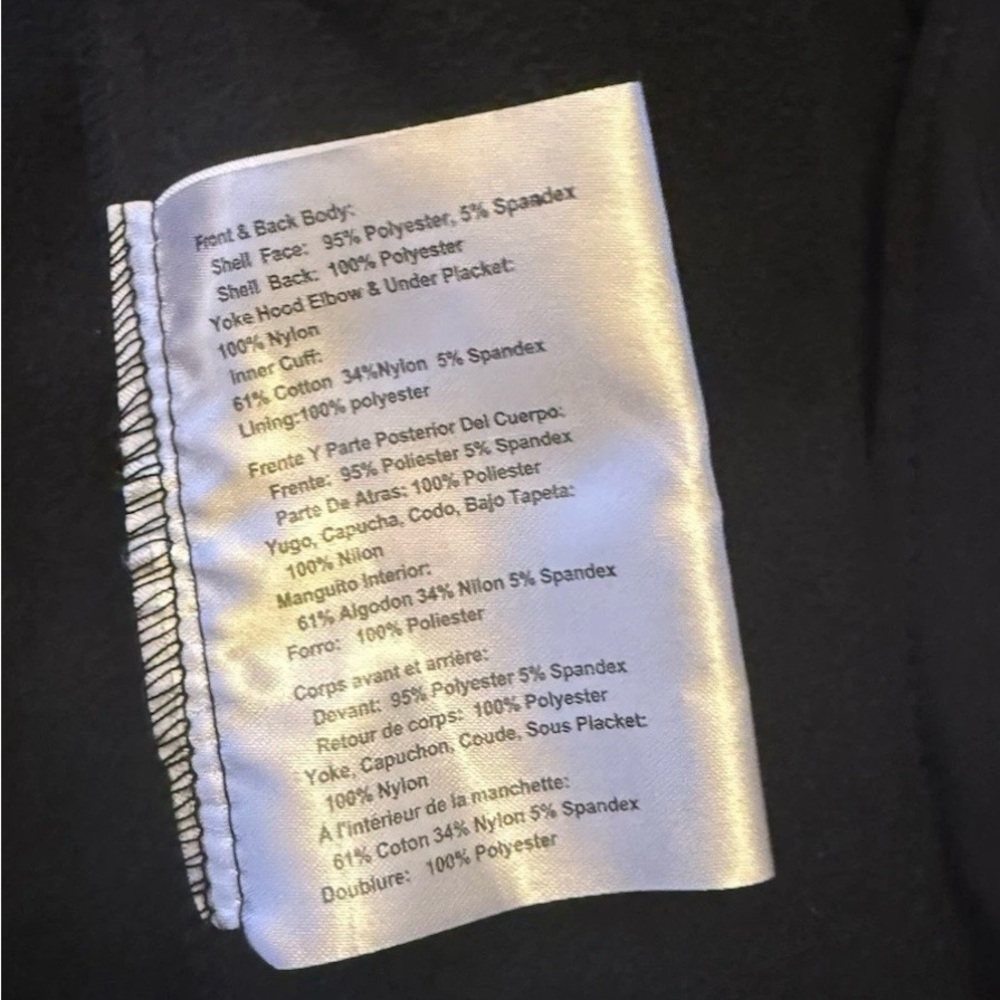 Front & Back Body:
Shell Face: 95% Polyester, 5% Spandex
Shell Back: 100% Polyester
Yoke Hood Elbow & Under Placket:
100% Nylon
Inner Cuff:
61% Cotton 34%Nylon 5% Spandex
Lining:100% polyester
Frente Y Parte Posterior Del Cuerpo:
Frente: 95% Poliester 5% Spandex
Parte De Atras: 100% Poliester
Yugo, Capucha, Codo, Bajo Tapeta:
100% Nilon
Manguito Interior:
61% Algodon 34% Nilon 5% Spandex
Forro: 100% Poliester
Corps avant et arrière:
Devant: 95% Polyester 5% Spandex
Retour de corps: 100% Polyester
Yoke, Capuchon, Coude, Sous Placket:
100% Nylon
A l'intérieur de la manchette:
61% Coton 34% Nylon 5% Spandex
Doublure: 100% Polyester